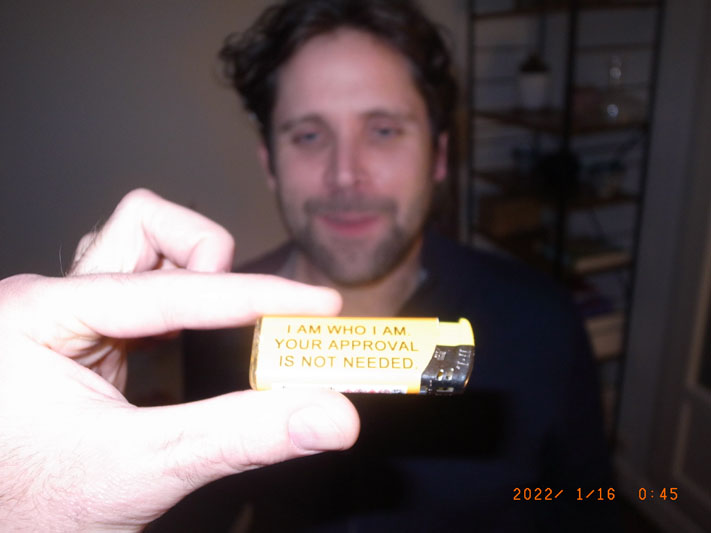 I AM WHO I AM.
YOUR APPROVAL
IS NOT NEEDED.
2022/ 1/16 0:45